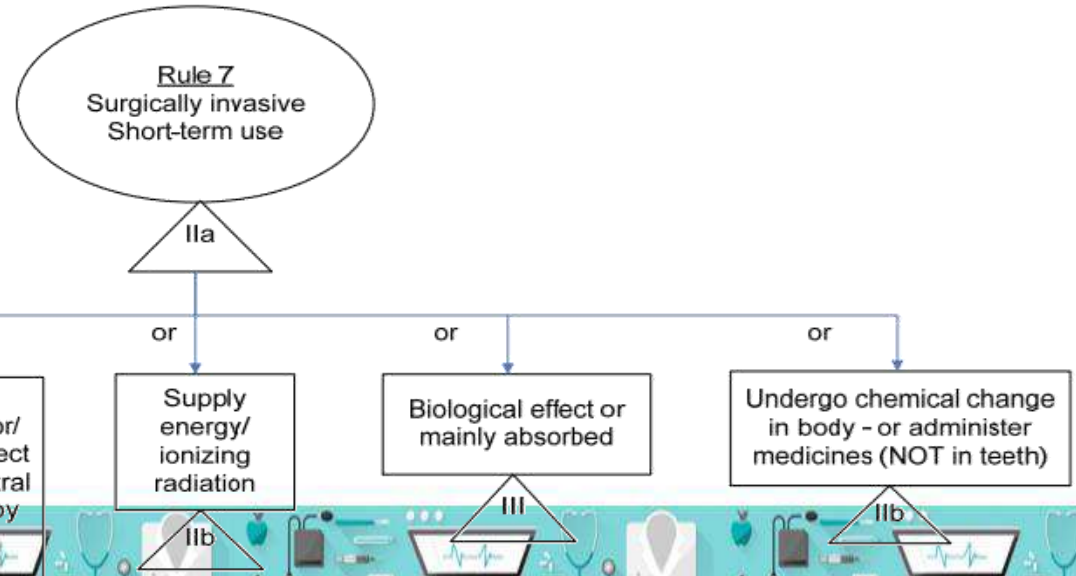 Rule 7
Surgically invasive
Short-term use
IIa
or
or
or
Supply
energy/
ionizing
radiation
IIb
Biological effect or
mainly absorbed
III
Undergo chemical change
in body - or administer
medicines (NOT in teeth)
IIb